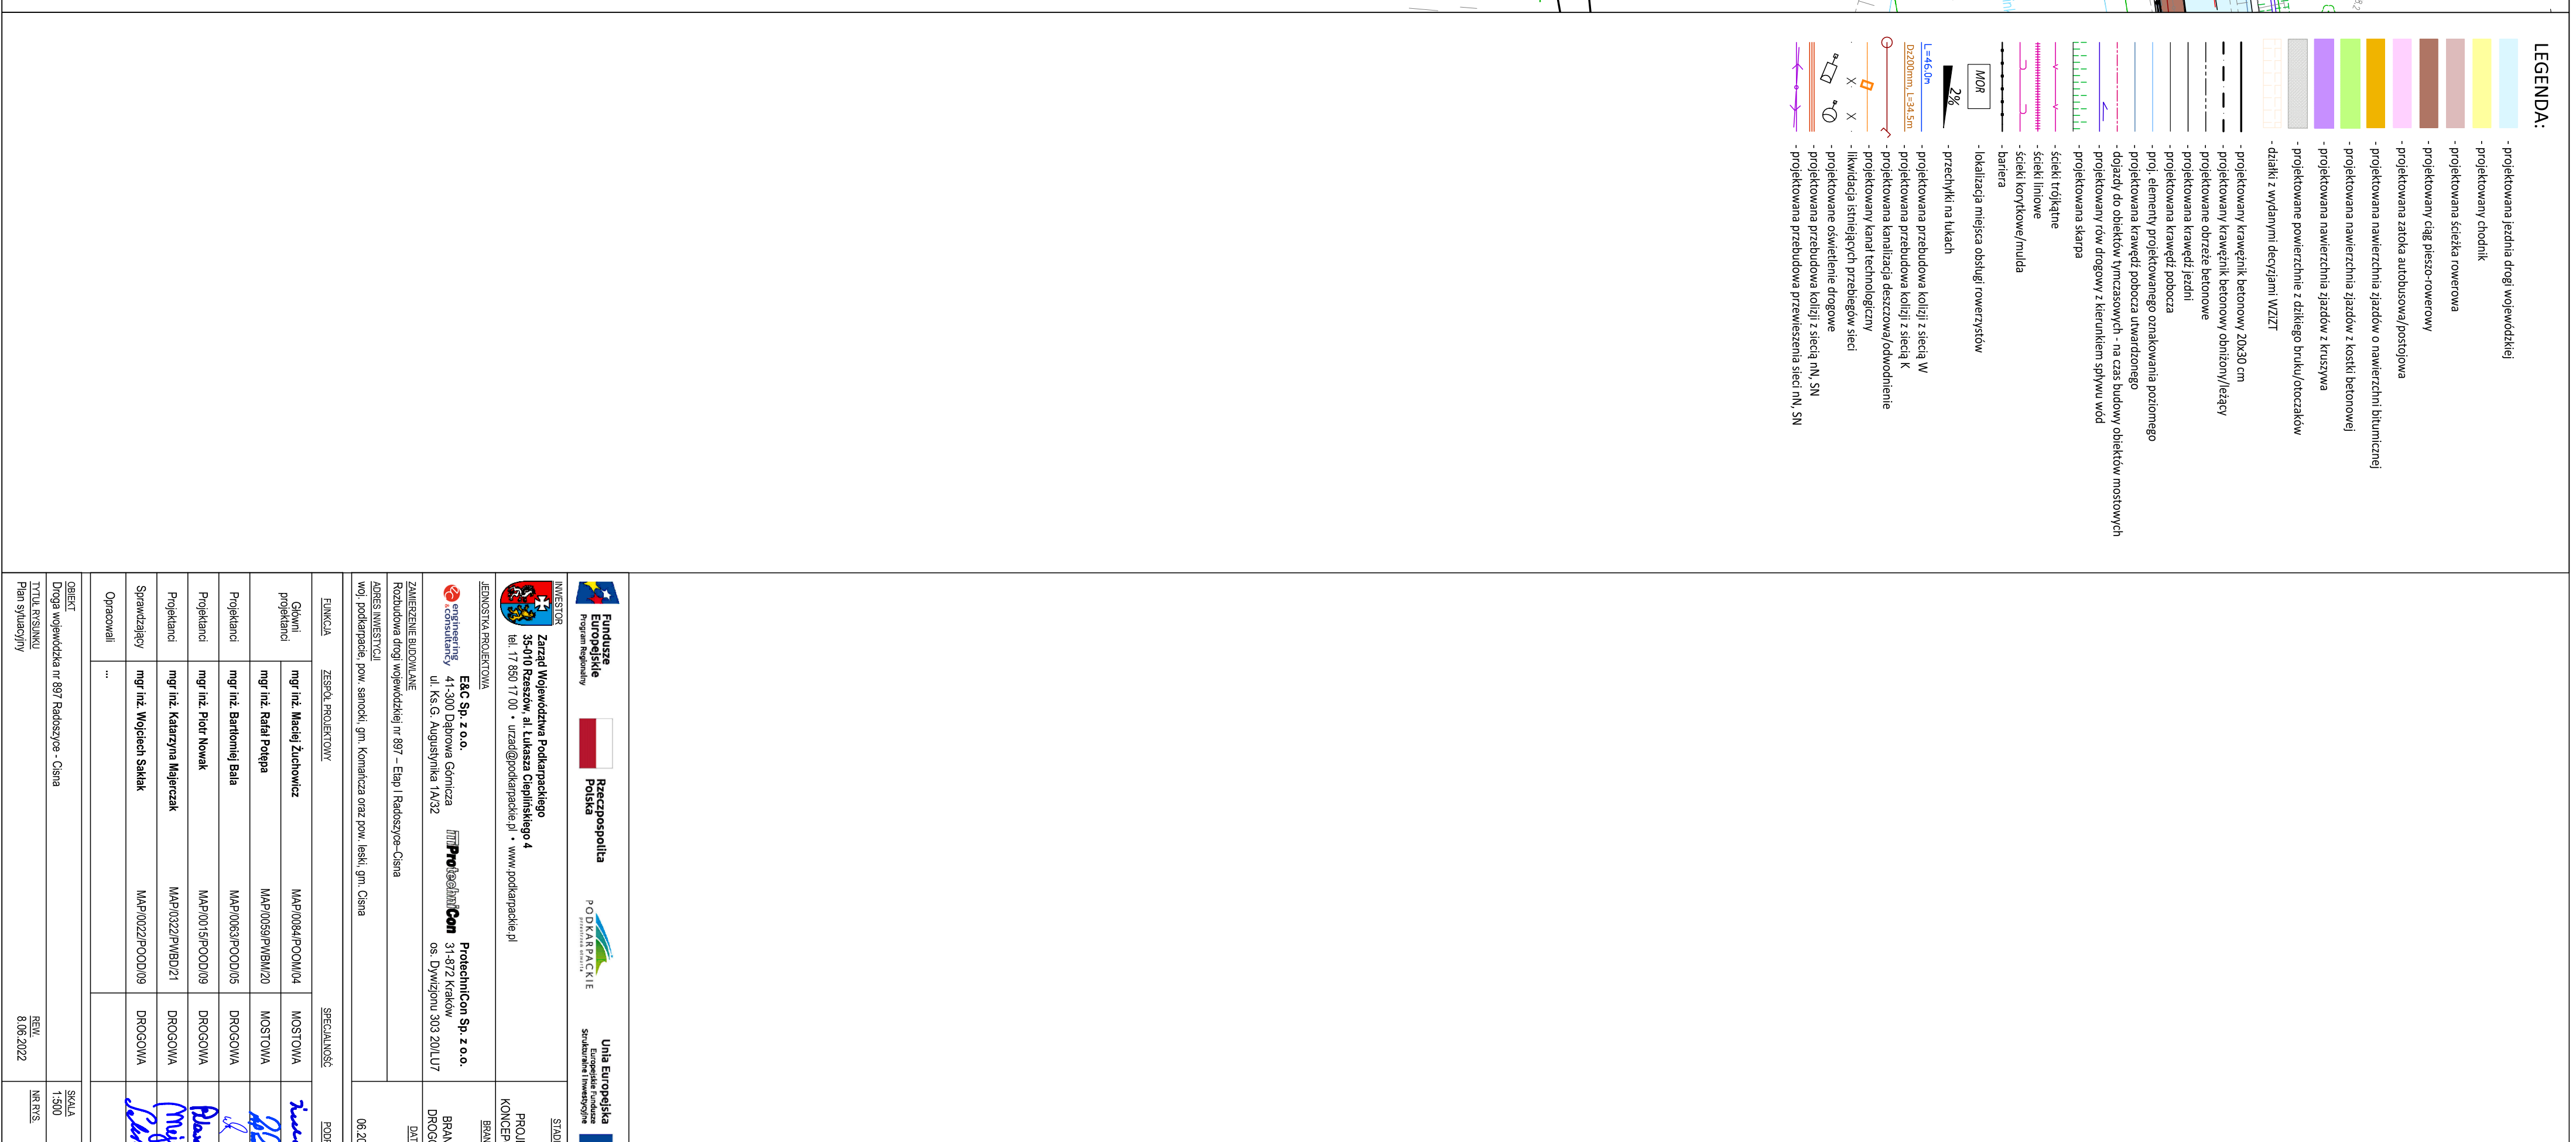 LEGENDA:
- projektowana jezdnia drogi wojewódzkiej
- projektowany chodnik
- projektowana ścieżka rowerowa
- projektowany ciąg pieszo-rowerowy
- projektowana zatoka autobusowa/postojowa
- projektowana nawierzchnia zjazdów o nawierzchni bitumicznej
- projektowana nawierzchnia zjazdów z kostki betonowej
- projektowana nawierzchnia zjazdów z kruszywa
- projektowane powierzchnie z dzikiego bruku/otoczaków
- działki z wydanymi decyzjami WZiZT
- projektowany krawężnik betonowy 20x30 cm
- projektowany krawężnik betonowy obniżony/leżący
- projektowane obrzeże betonowe
- projektowana krawędź jezdni
- projektowana krawędź pobocza
- proj. elementy projektowanego oznakowania poziomego
- projektowana krawędź pobocza utwardzonego
- dojazdy do obiektów tymczasowych - na czas budowy obiektów mostowych
- projektowany rów drogowy z kierunkiem spływu wód
- projektowana skarpa
- ścieki trójkątne
- ścieki liniowe
- ścieki korytkowe/mulda
- bariera
MOR - lokalizacja miejsca obsługi rowerzystów
2% - przechyłki na łukach
L=46.0m - projektowana przebudowa kolizji z siecią W
Dz200mm, L=34.5m - projektowana przebudowa kolizji z siecią K
- projektowana kanalizacja deszczowa/odwodnienie
- projektowany kanał technologiczny
- likwidacja istniejących przebiegów sieci
- projektowane oświetlenie drogowe
- projektowana przebudowa kolizji z siecią nN, SN
- projektowana przebudowa przewieszenia sieci nN, SN
Fundusze
Europejskie
Program Regionalny
Rzeczpospolita
Polska
PODKARPACKIE
przestrzeń otwarta
Unia Europejska
Europejskie Fundusze
Strukturalne i Inwestycyjne
INWESTOR
Zarząd Województwa Podkarpackiego
35-010 Rzeszów, al. Łukasza Cieplińskiego 4
tel. 17 850 17 00 • urzad@podkarpackie.pl • www.podkarpackie.pl
JEDNOSTKA PROJEKTOWA
engineering
&consultancy
E&C Sp. z o.o.
41-300 Dąbrowa Górnicza
ul. Ks.G. Augustynika 1A/32
ProtechniCon
ProtechniCon Sp. z o.o.
31-872 Kraków
os. Dywizjonu 303 20/LU7
ZAMIERZENIE BUDOWLANE
Rozbudowa drogi wojewódzkiej nr 897 – Etap I Radoszyce–Cisna
ADRES INWESTYCJI
woj. podkarpacie, pow. sanocki, gm. Komańcza oraz pow. leski, gm. Cisna
FUNKCJA ZESPÓŁ PROJEKTOWY SPECJALNOŚĆ
Główni
projektanci
mgr inż. Maciej Żuchowicz MAP/0084/POOM/04 MOSTOWA
mgr inż. Rafał Potępa MAP/0059/PWBM/20 MOSTOWA
Projektanci mgr inż. Bartłomiej Bala MAP/0063/POOD/05 DROGOWA
Projektanci mgr inż. Piotr Nowak MAP/0015/POOD/09 DROGOWA
Projektanci mgr inż. Katarzyna Majerczak MAP/0322/PWBD/21 DROGOWA
Sprawdzający mgr inż. Wojciech Sakłak MAP/0022/POOD/09 DROGOWA
Opracowali ...
OBIEKT
Droga wojewódzka nr 897 Radoszyce - Cisna
SKALA
1:500
TYTUŁ RYSUNKU
Plan sytuacyjny
REW.
8.06.2022
NR RYS.